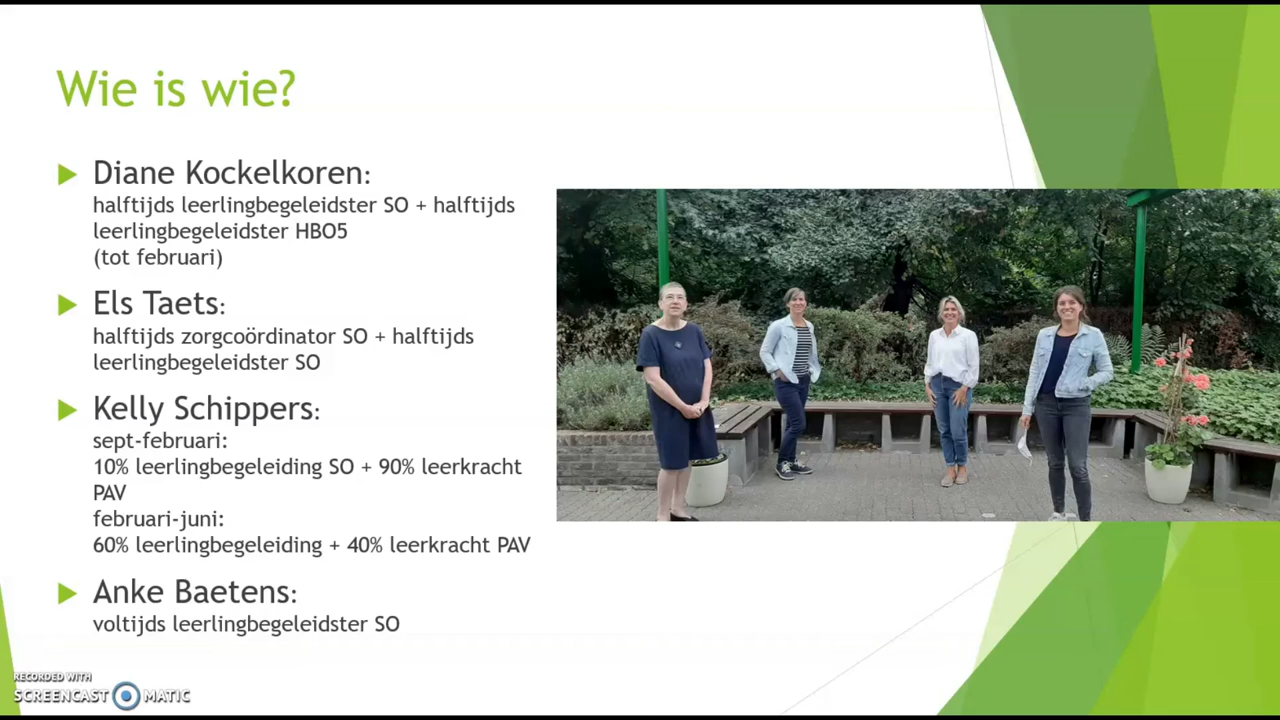 Wie is wie?
Diane Kockelkoren:
halftijds leerlingbegeleidster SO + halftijds
leerlingbegeleidster HBO5
(tot februari)
Els Taets:
halftijds zorgcoördinator SO + halftijds
leerlingbegeleidster SO
Kelly Schippers:
sept-februari:
10% leerlingbegeleiding SO + 90% leerkracht
PAV
februari-juni:
60% leerlingbegeleiding + 40% leerkracht PAV
Anke Baetens:
voltijds leerlingbegeleidster SO
RECORDED WITH
SCREENCAST MATIC